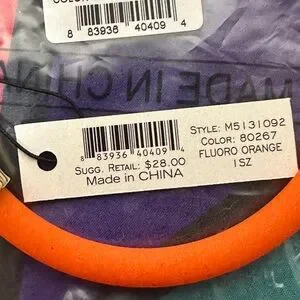 8 83936 40409 4
MADE IN CHINA
STYLE: M5131092
COLOR: 80267
FLUORO ORANGE
1SZ
8 83936 40409 4
SUGG. RETAIL: $28.00
Made in CHINA